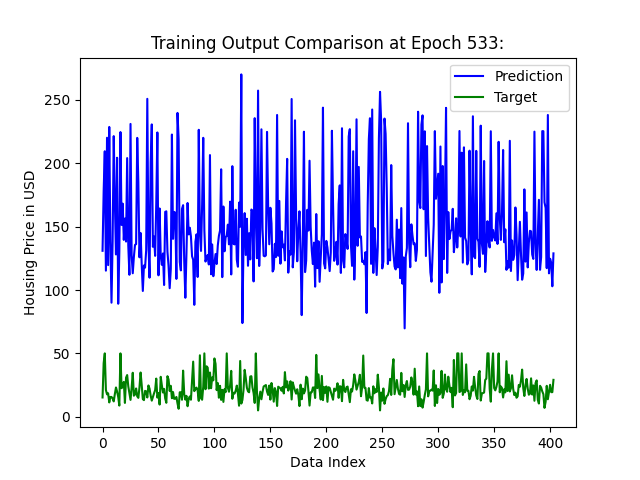 Training Output Comparison at Epoch 533:
Prediction
Target
Housing Price in USD
250
200
150
100
50
0
0 50 100 150 200 250 300 350 400
Data Index